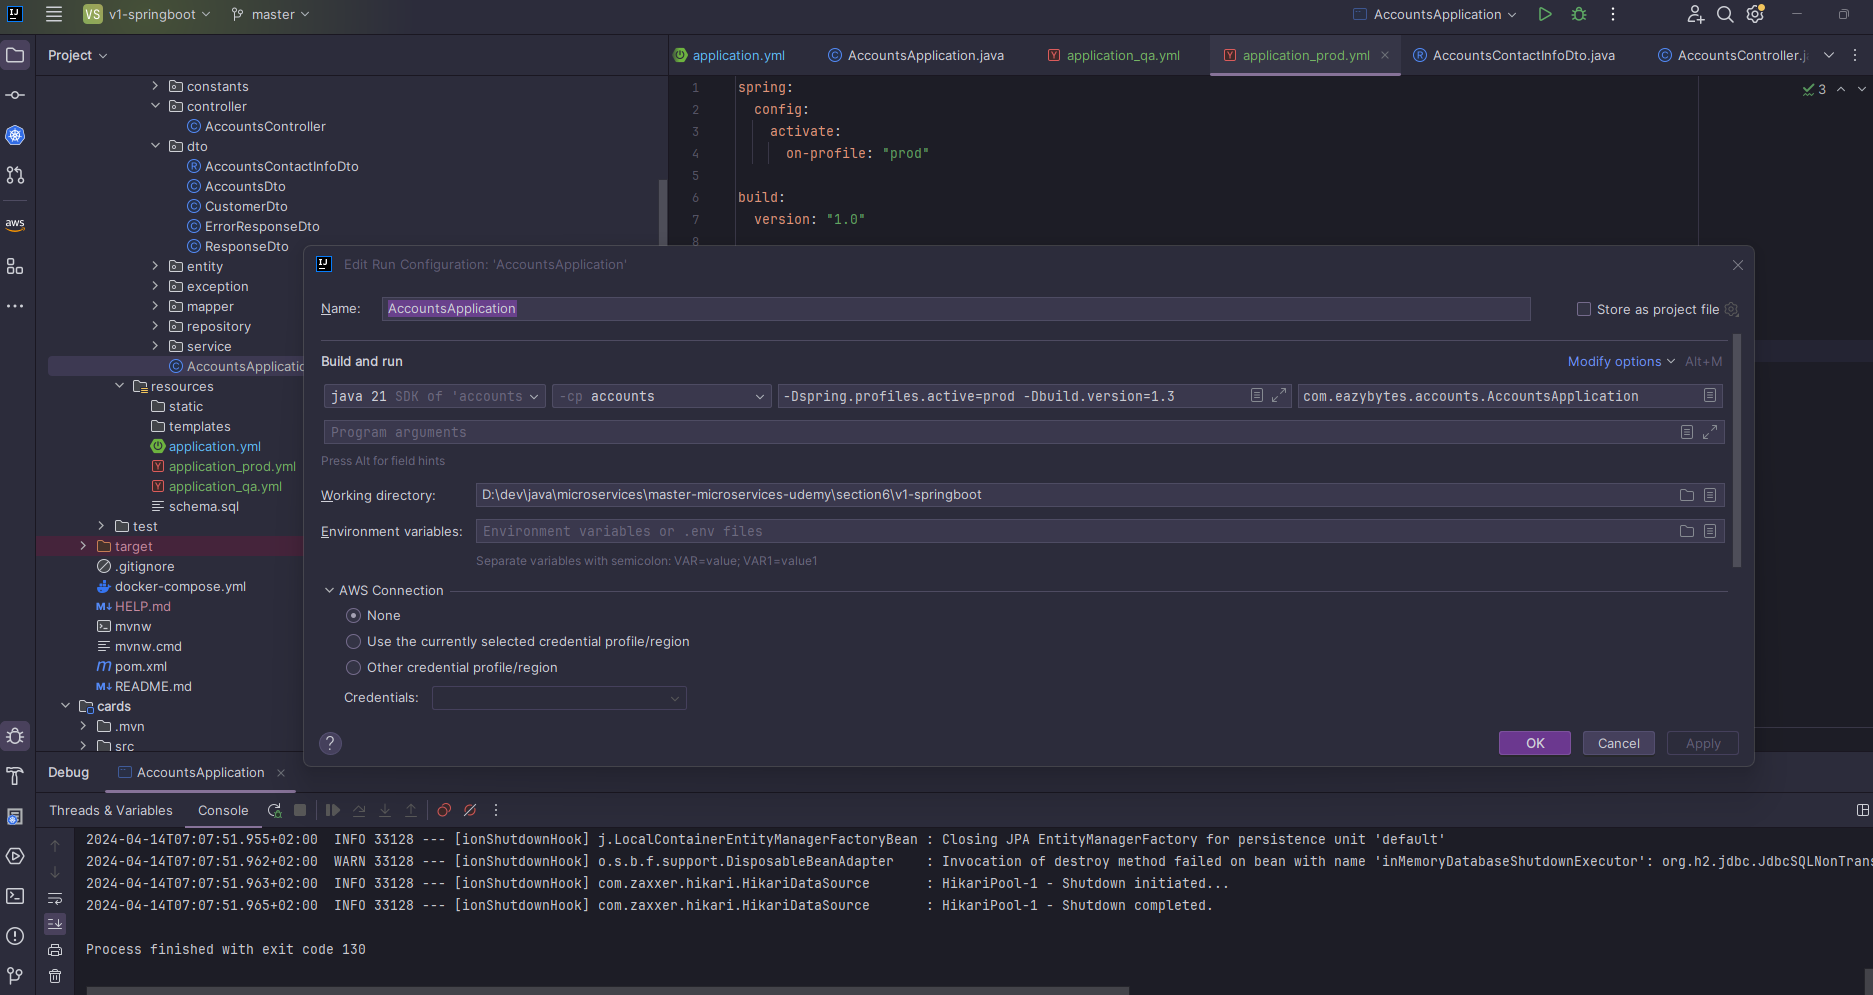 VS v1-springboot master AccountsApplication
Project
application.yml AccountsApplication.java application_qa.yml application_prod.yml AccountsContactInfoDto.java AccountsController.j
constants
controller
AccountsController
dto
AccountsContactInfoDto
AccountsDto
CustomerDto
ErrorResponseDto
ResponseDto
entity
exception
mapper
repository
service
AccountsApplicatio
resources
static
templates
application.yml
application_prod.yml
application_qa.yml
schema.sql
test
target
.gitignore
docker-compose.yml
HELP.md
mvnw
mvnw.cmd
pom.xml
README.md
cards
.mvn
src
aws
1 spring:
2 config:
3 activate:
4 on-profile: "prod"
5
6 build:
7 version: "1.0"
8
3
Edit Run Configuration: 'AccountsApplication'
Name: AccountsApplication Store as project file
Build and run Modify options Alt+M
java 21 SDK of 'accounts -cp accounts -Dspring.profiles.active=prod -Dbuild.version=1.3 com.eazybytes.accounts.AccountsApplication
Program arguments
Press Alt for field hints
Working directory: D:\dev\java\microservices\master-microservices-udemy\section6\v1-springboot
Environment variables: Environment variables or .env files
Separate variables with semicolon: VAR=value; VAR1=value1
AWS Connection
None
Use the currently selected credential profile/region
Other credential profile/region
Credentials:
? OK Cancel Apply
Debug AccountsApplication
Threads & Variables Console
2024-04-14T07:07:51.955+02:00 INFO 33128 --- [ionShutdownHook] j.LocalContainerEntityManagerFactoryBean : Closing JPA EntityManagerFactory for persistence unit 'default'
2024-04-14T07:07:51.962+02:00 WARN 33128 --- [ionShutdownHook] o.s.b.f.support.DisposableBeanAdapter : Invocation of destroy method failed on bean with name 'inMemoryDatabaseShutdownExecutor': org.h2.jdbc.JdbcSQLNonTrans
2024-04-14T07:07:51.963+02:00 INFO 33128 --- [ionShutdownHook] com.zaxxer.hikari.HikariDataSource : HikariPool-1 - Shutdown initiated...
2024-04-14T07:07:51.965+02:00 INFO 33128 --- [ionShutdownHook] com.zaxxer.hikari.HikariDataSource : HikariPool-1 - Shutdown completed.
Process finished with exit code 130